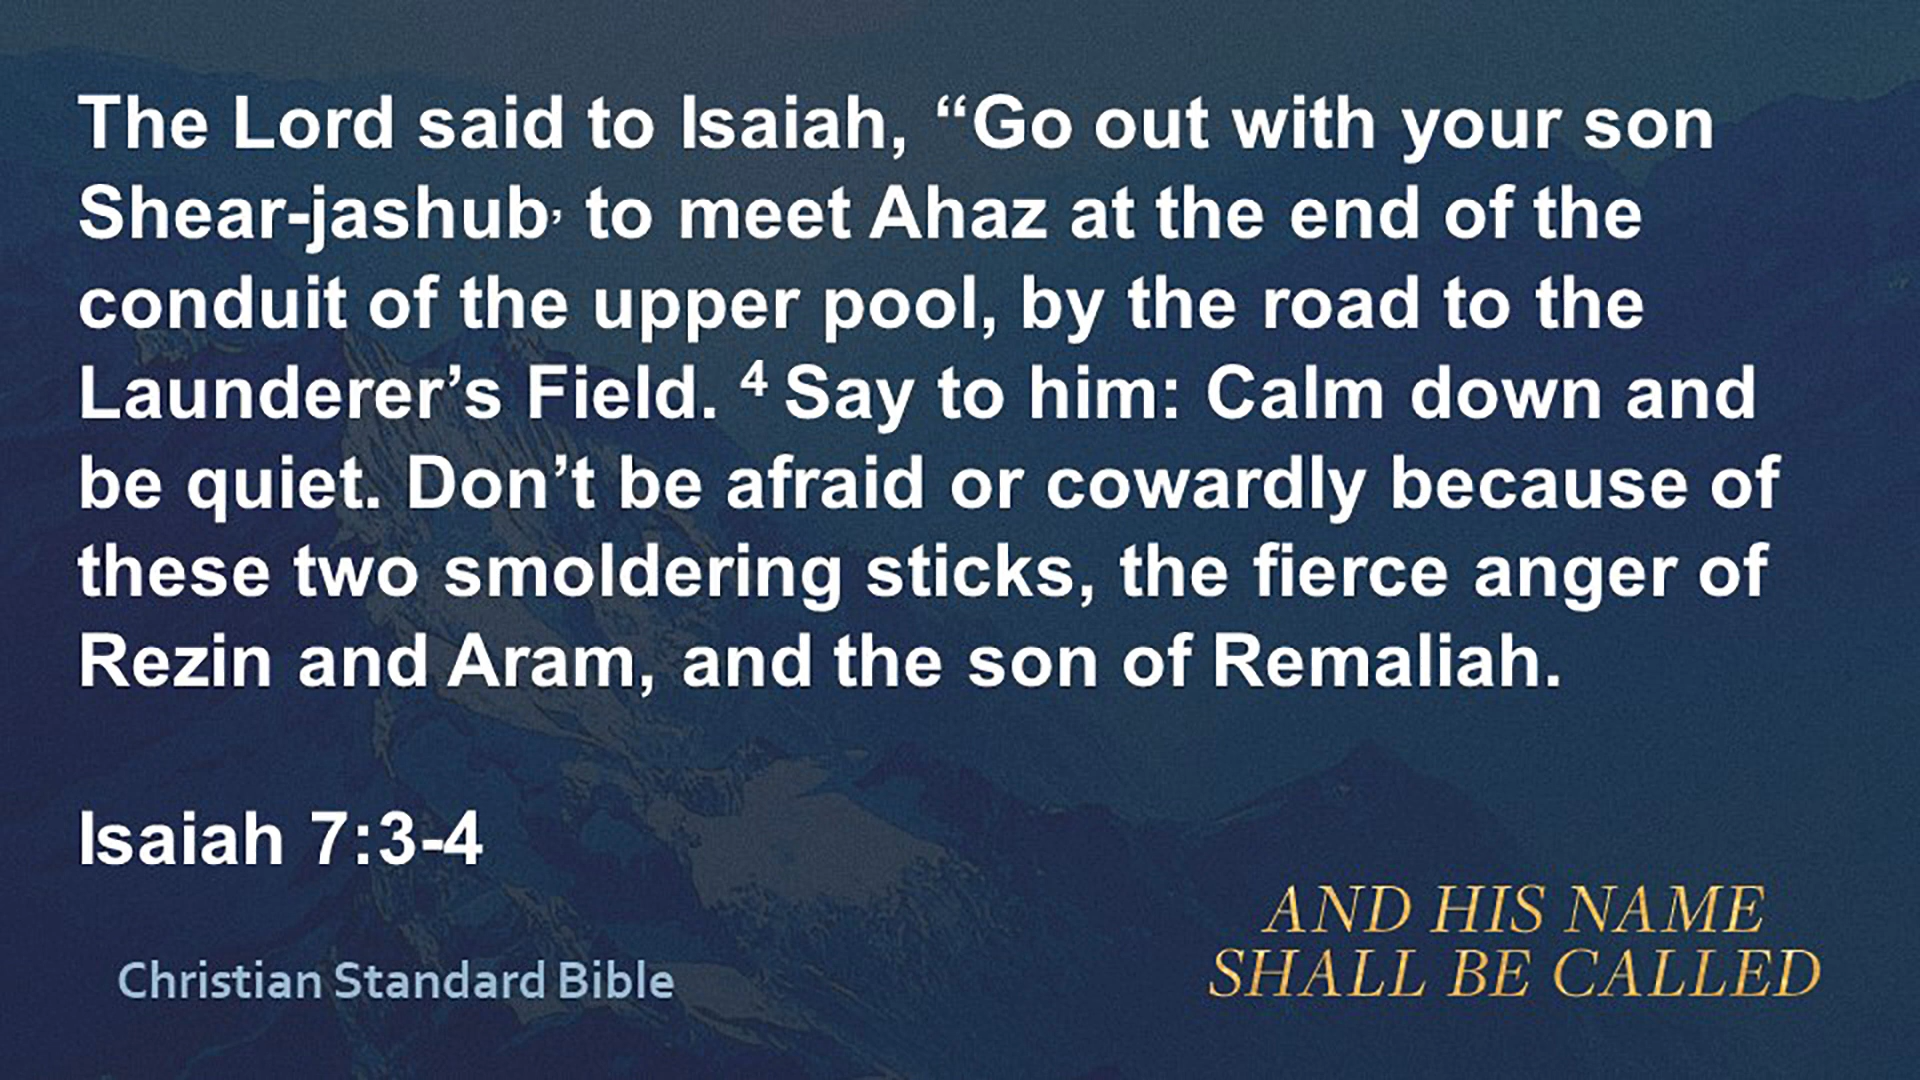 The Lord said to Isaiah, “Go out with your son
Shear-jashub, to meet Ahaz at the end of the
conduit of the upper pool, by the road to the
Launderer’s Field. 4 Say to him: Calm down and
be quiet. Don’t be afraid or cowardly because of
these two smoldering sticks, the fierce anger of
Rezin and Aram, and the son of Remaliah.
Isaiah 7:3-4
Christian Standard Bible
AND HIS NAME
SHALL BE CALLED